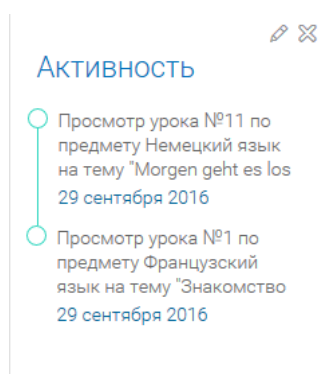 Активность
Просмотр урока №11 по
предмету Немецкий язык
на тему "Morgen geht es los
29 сентября 2016
Просмотр урока №1 по
предмету Французский
язык на тему "Знакомство
29 сентября 2016